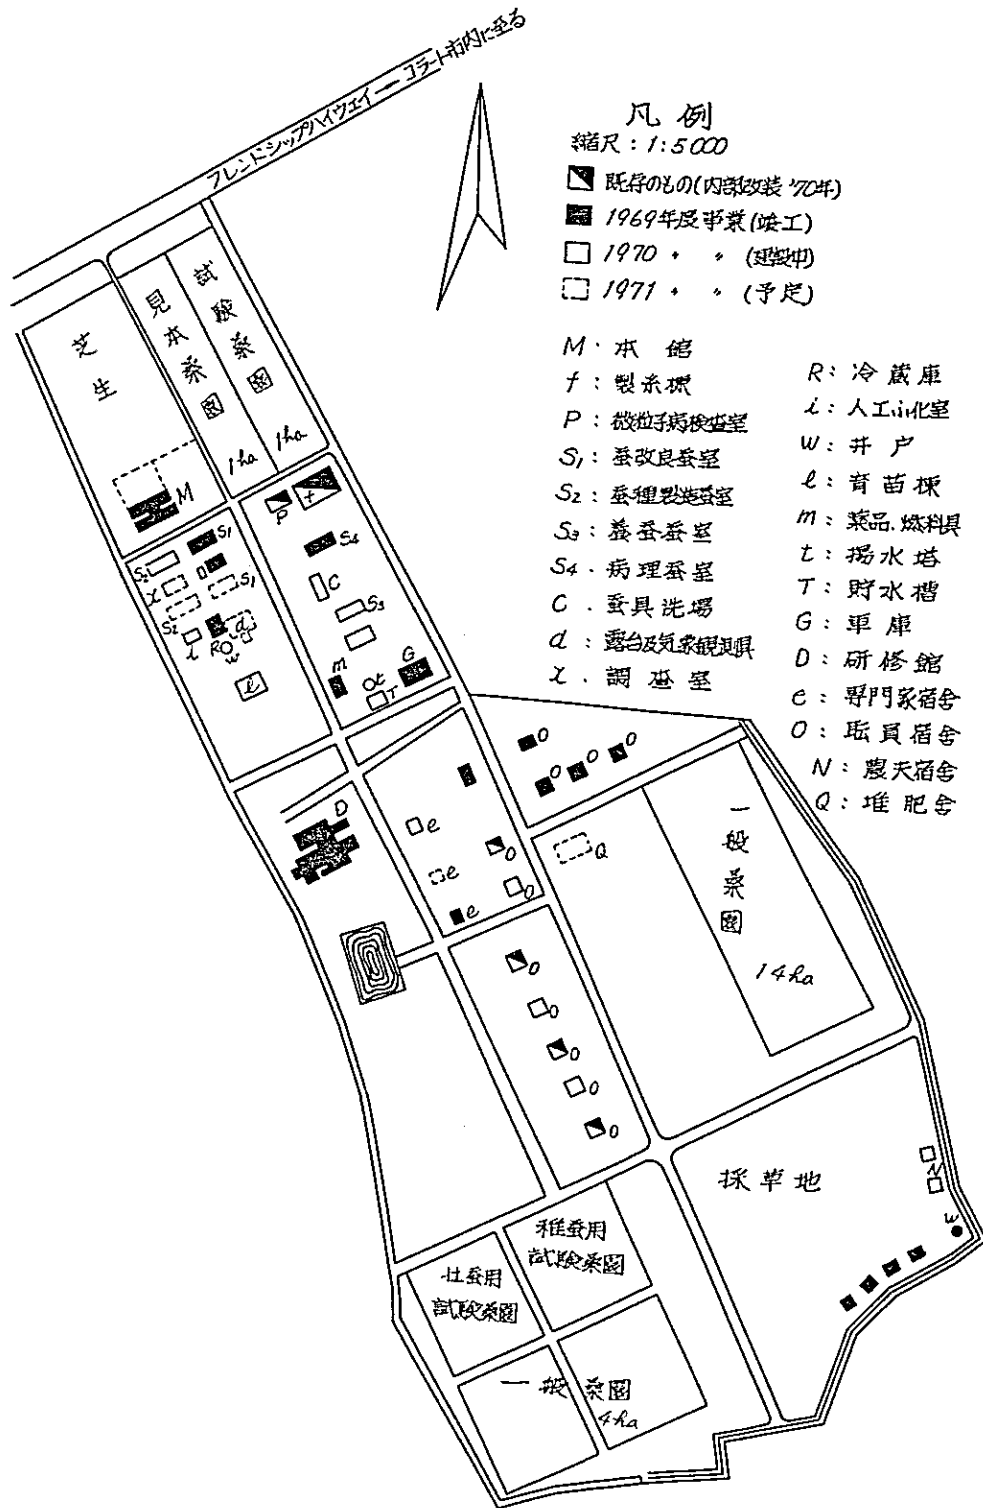 フレンドシップハイウェイ ― コラート市内に至る
凡例
縮尺:1:5000
既存のもの(内部改装'70年)
1969年度事業(竣工)
1970 〃 〃 (建設中)
1971 〃 〃 (予定)
M:本館
f:製糸棟
P:微粒子病検査室
S1:蚕改良蚕室
S2:蚕種製造蚕室
S3:養蚕蚕室
S4:病理蚕室
C:蚕具洗場
d:露台及気象観測具
x:調査室
R:冷蔵庫
i:人工ふ化室
W:井戸
l:育苗棟
m:薬品、燃料具
t:揚水塔
T:貯水槽
G:車庫
D:研修館
e:専門家宿舎
O:職員宿舎
N:農夫宿舎
Q:堆肥舎
芝生
見本桑園
1ha
試験桑園
1ha
M
P
f
S1
S4
S2
x
S1
S2
C
S3
d
i
R
w
l
m
t
T
G
O
O
O
O
D
e
e
e
O
O
Q
一般桑園
14ha
O
O
O
O
O
採草地
N
w
稚蚕用
試験桑園
壮蚕用
試験桑園
一般桑園
4ha